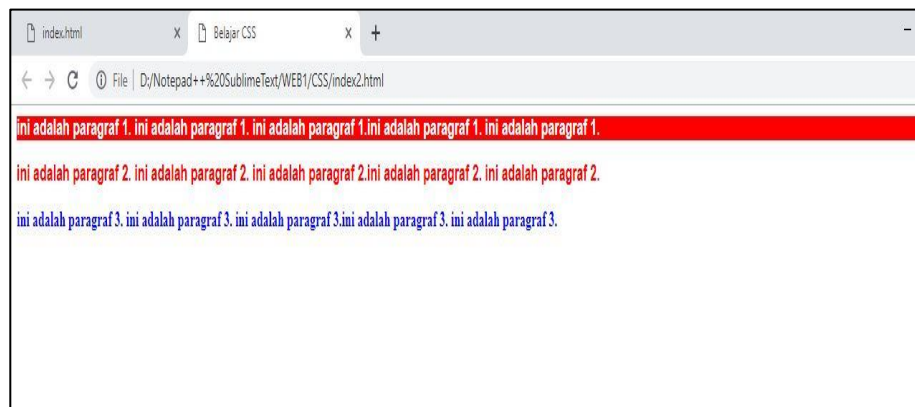 index.html
Belajar CSS
File | D:/Notepad++%20SublimeText/WEB1/CSS/index2.html
ini adalah paragraf 1. ini adalah paragraf 1. ini adalah paragraf 1.ini adalah paragraf 1. ini adalah paragraf 1.
ini adalah paragraf 2. ini adalah paragraf 2. ini adalah paragraf 2.ini adalah paragraf 2. ini adalah paragraf 2.
ini adalah paragraf 3. ini adalah paragraf 3. ini adalah paragraf 3.ini adalah paragraf 3. ini adalah paragraf 3.